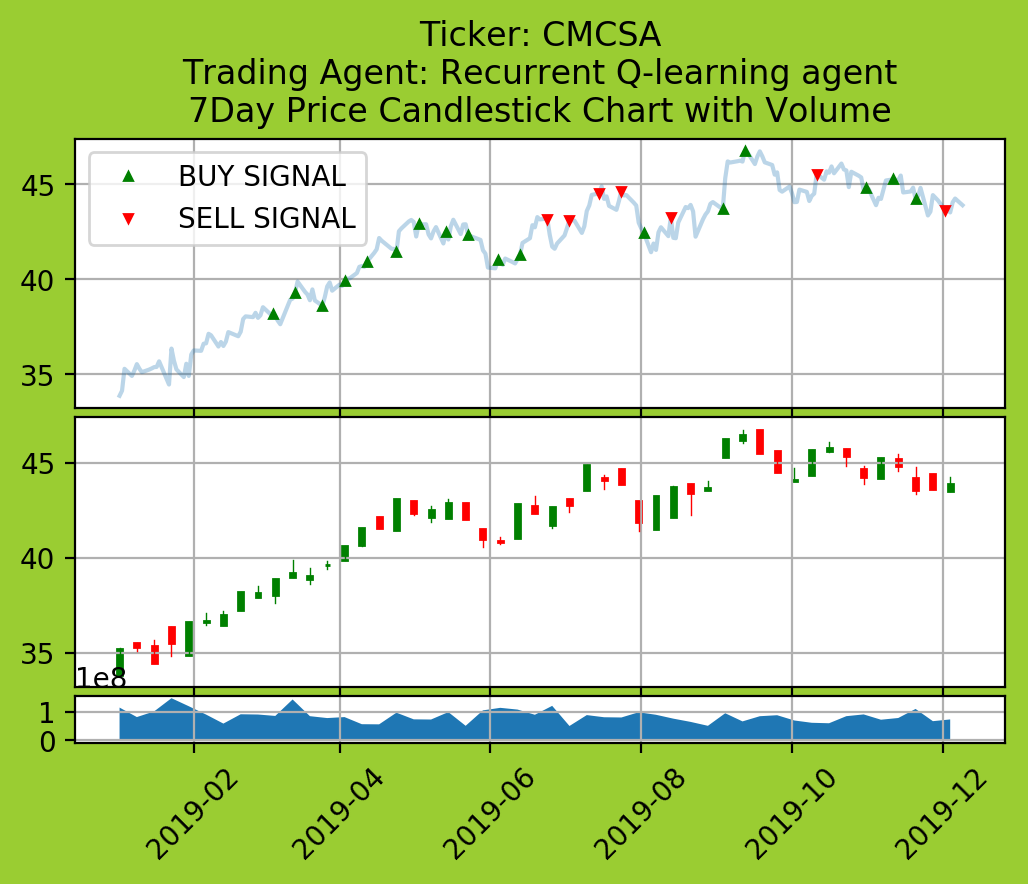 Ticker: CMCSA
Trading Agent: Recurrent Q-learning agent
7Day Price Candlestick Chart with Volume
BUY SIGNAL
SELL SIGNAL
45
40
35
45
40
35
1e8
1
0
2019-02
2019-04
2019-06
2019-08
2019-10
2019-12